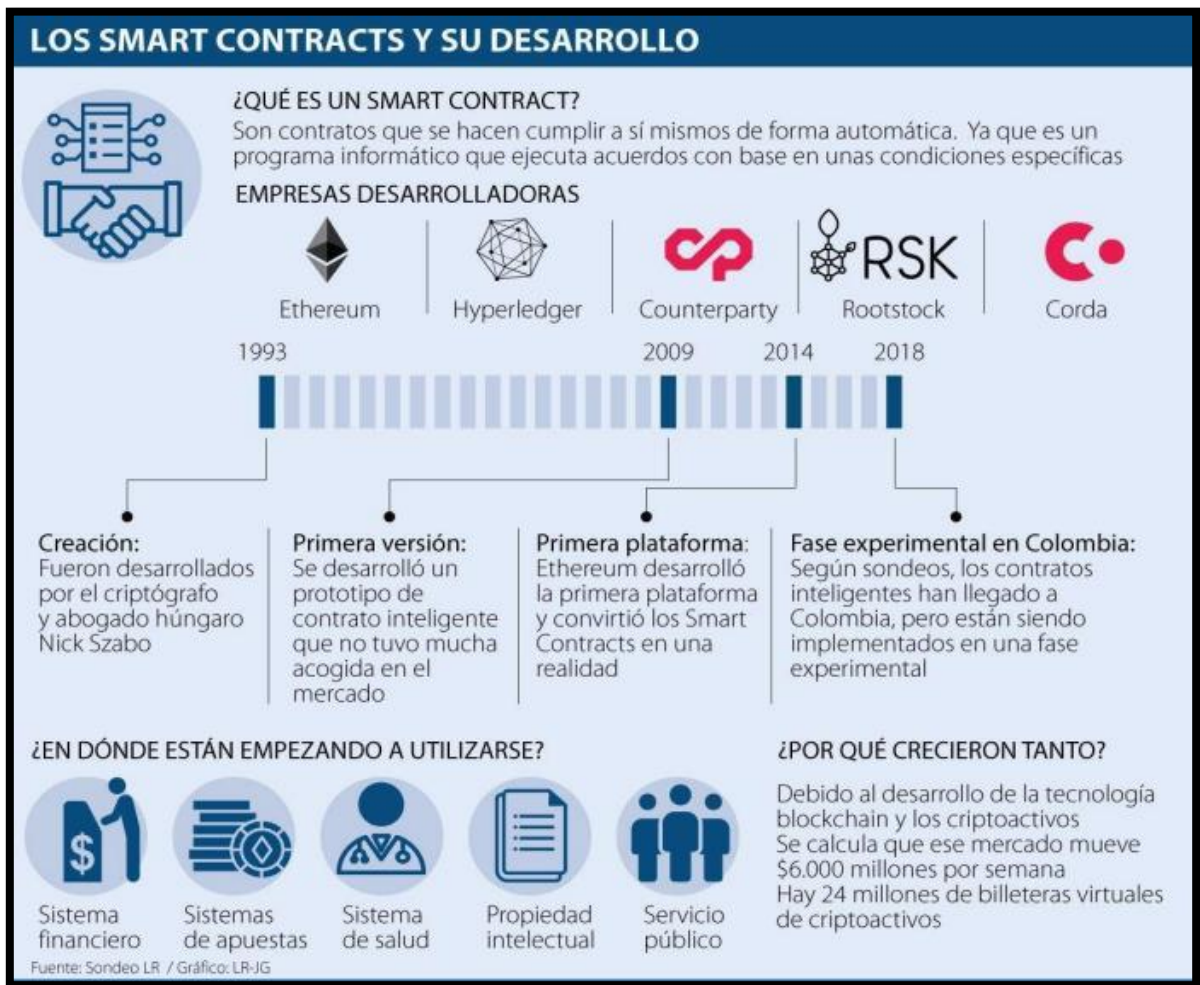 LOS SMART CONTRACTS Y SU DESARROLLO
¿QUÉ ES UN SMART CONTRACT?
Son contratos que se hacen cumplir a sí mismos de forma automática. Ya que es un
programa informático que ejecuta acuerdos con base en unas condiciones específicas
EMPRESAS DESARROLLADORAS
Ethereum
Hyperledger
Counterparty
RSK
Rootstock
Corda
1993
2009
2014
2018
Creación:
Fueron desarrollados
por el criptógrafo
y abogado húngaro
Nick Szabo
Primera versión:
Se desarrolló un
prototipo de
contrato inteligente
que no tuvo mucha
acogida en el
mercado
Primera plataforma:
Ethereum desarrolló
la primera plataforma
y convirtió los Smart
Contracts en una
realidad
Fase experimental en Colombia:
Según sondeos, los contratos
inteligentes han llegado a
Colombia, pero están siendo
implementados en una fase
experimental
¿EN DÓNDE ESTÁN EMPEZANDO A UTILIZARSE?
$
Sistema
financiero
Sistemas
de apuestas
Sistema
de salud
Propiedad
intelectual
Servicio
público
¿POR QUÉ CRECIERON TANTO?
Debido al desarrollo de la tecnología
blockchain y los criptoactivos
Se calcula que ese mercado mueve
$6.000 millones por semana
Hay 24 millones de billeteras virtuales
de criptoactivos
Fuente: Sondeo LR / Gráfico: LR-JG